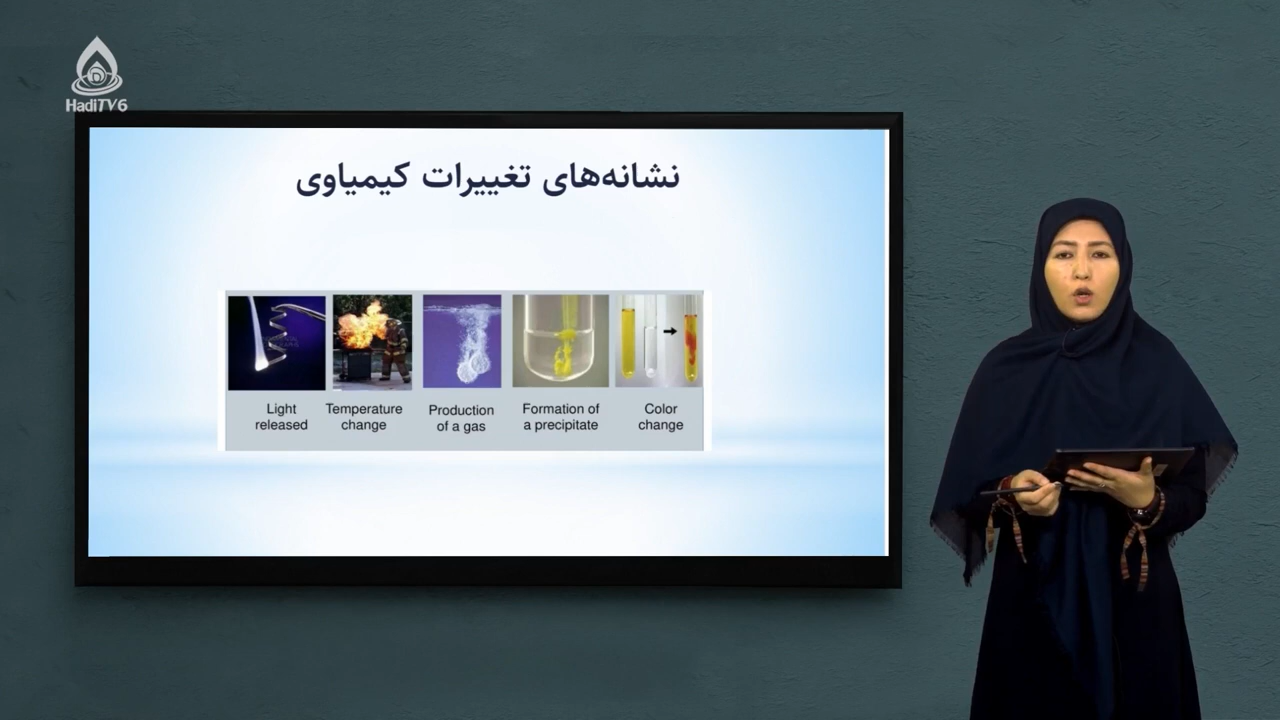 HadiTV6
نشانه‌های تغییرات کیمیاوی
Light
released
Temperature
change
Production
of a gas
Formation of
a precipitate
Color
change